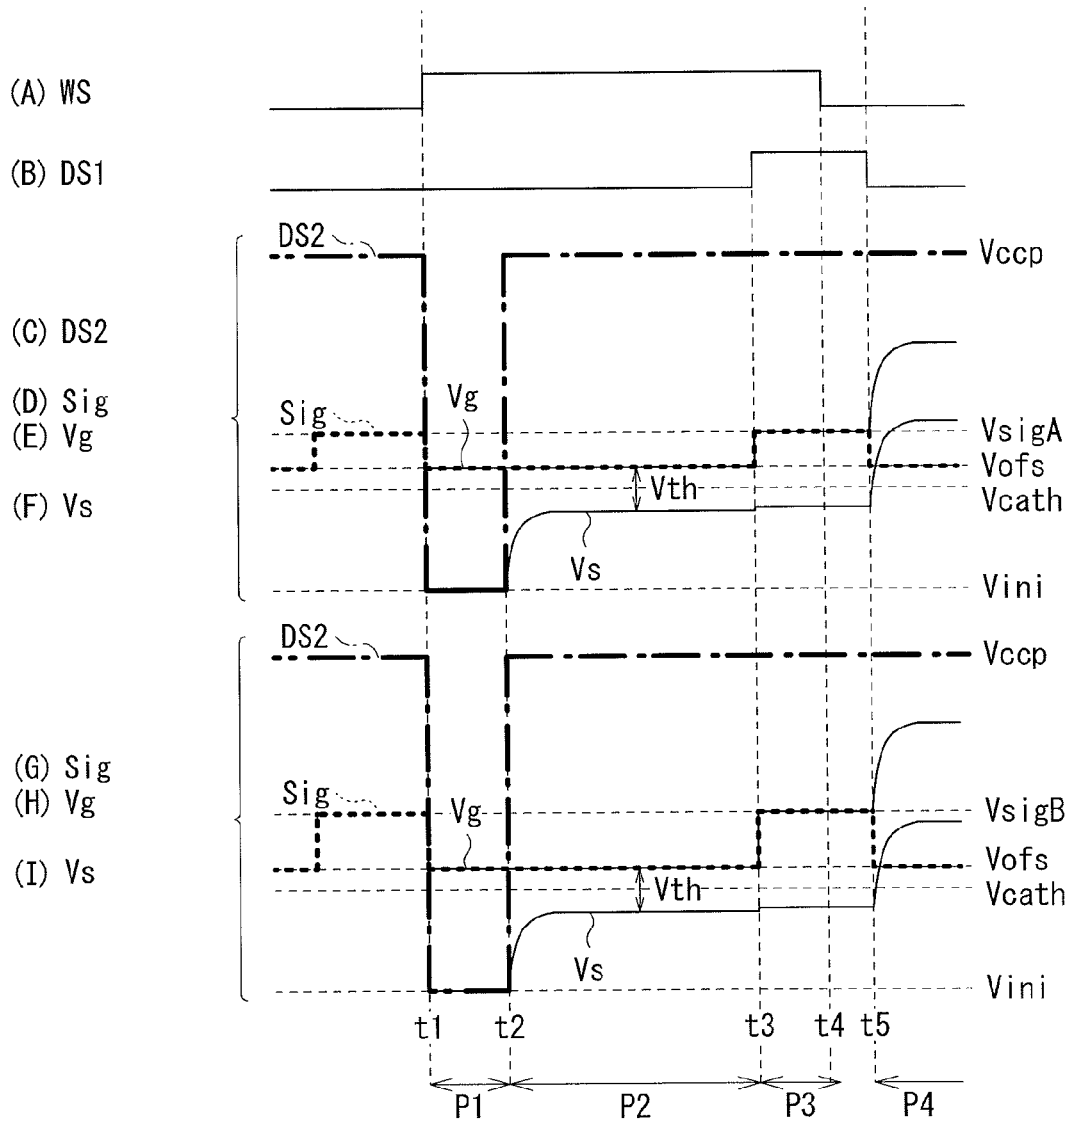 (A) WS
(B) DS1
DS2
Vccp
(C) DS2
(D) Sig
Sig
Vg
(E) Vg
VsigA
Vofs
Vth
Vcath
(F) Vs
Vs
Vini
DS2
Vccp
(G) Sig
Sig
(H) Vg
Vg
VsigB
Vofs
(I) Vs
Vth
Vcath
Vs
Vini
t1 t2 t3 t4 t5
P1 P2 P3 P4